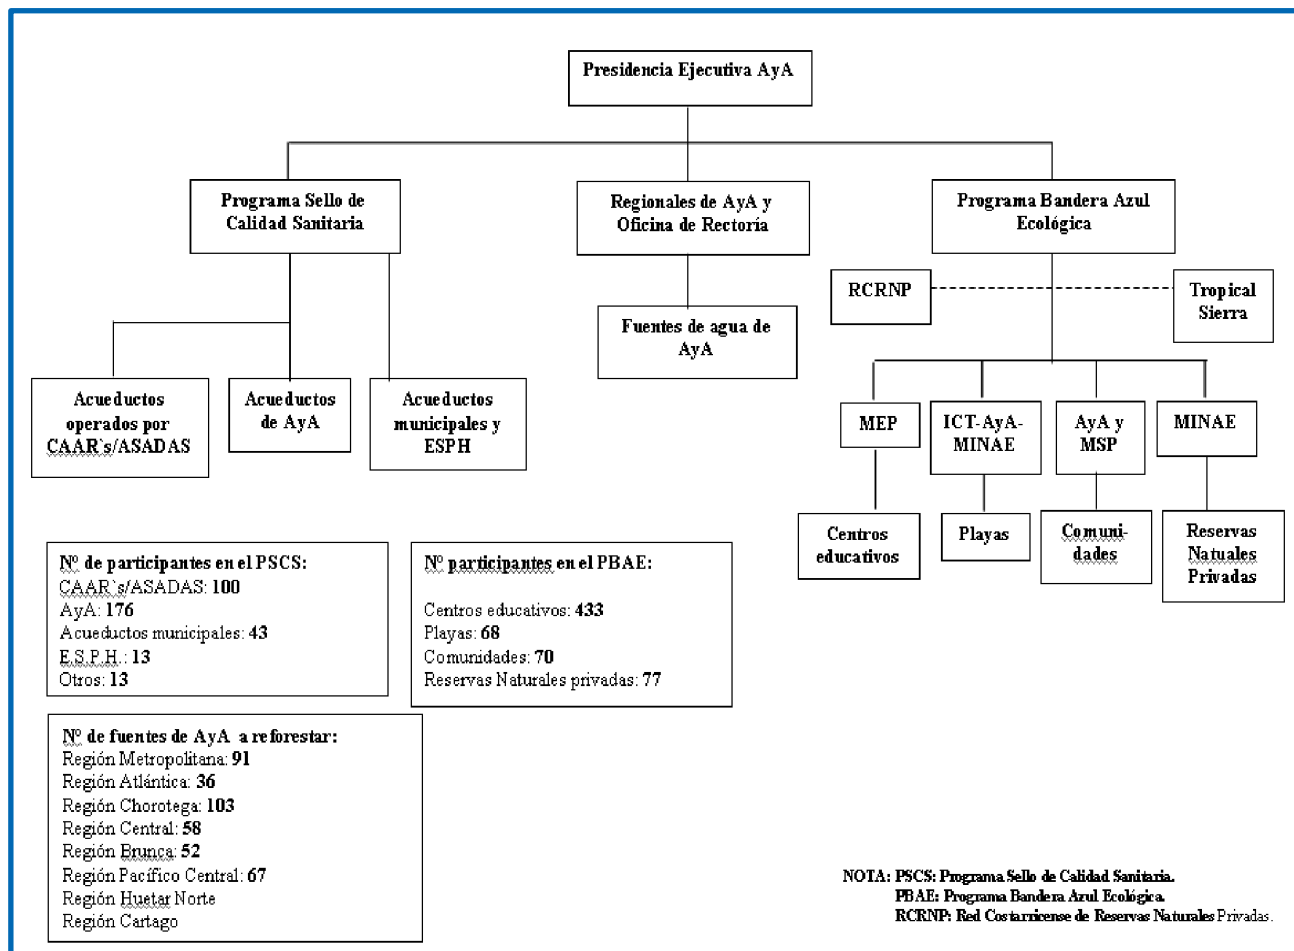 Presidencia Ejecutiva AyA
Programa Sello de
Calidad Sanitaria
Regionales de AyA y
Oficina de Rectoría
Programa Bandera Azul
Ecológica
RCRNP
Tropical
Sierra
Fuentes de agua de
AyA
Acueductos
operados por
CAAR`s/ASADAS
Acueductos
de AyA
Acueductos
municipales y
ESPH
MEP
ICT-AyA-
MINAE
AyA y
MSP
MINAE
Centros
educativos
Playas
Comuni-
dades
Reservas
Natuales
Privadas
Nº de participantes en el PSCS:
CAAR`s/ASADAS: 100
AyA: 176
Acueductos municipales: 43
E.S.P.H.: 13
Otros: 13
Nº participantes en el PBAE:
Centros educativos: 433
Playas: 68
Comunidades: 70
Reservas Naturales privadas: 77
Nº de fuentes de AyA a reforestar:
Región Metropolitana: 91
Región Atlántica: 36
Región Chorotega: 103
Región Central: 58
Región Brunca: 52
Región Pacífico Central: 67
Región Huetar Norte
Región Cartago
NOTA: PSCS: Programa Sello de Calidad Sanitaria.
PBAE: Programa Bandera Azul Ecológica.
RCRNP: Red Costarricense de Reservas Naturales Privadas.